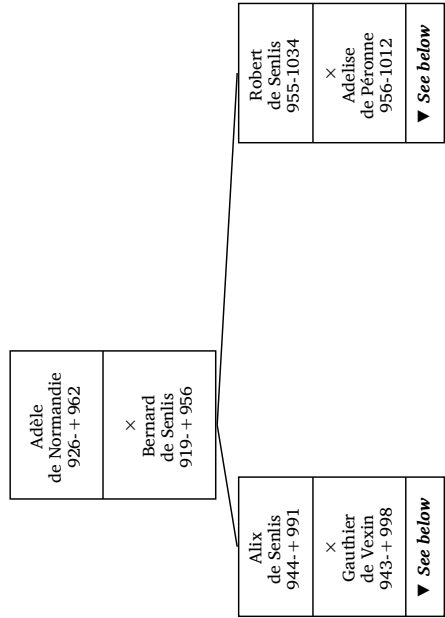 Adèle
de Normandie
926-+962
×
Bernard
de Senlis
919-+956
Alix
de Senlis
944-+991
×
Gauthier
de Vexin
943-+998
▼ See below
Robert
de Senlis
955-1034
×
Adelise
de Péronne
956-1012
▼ See below